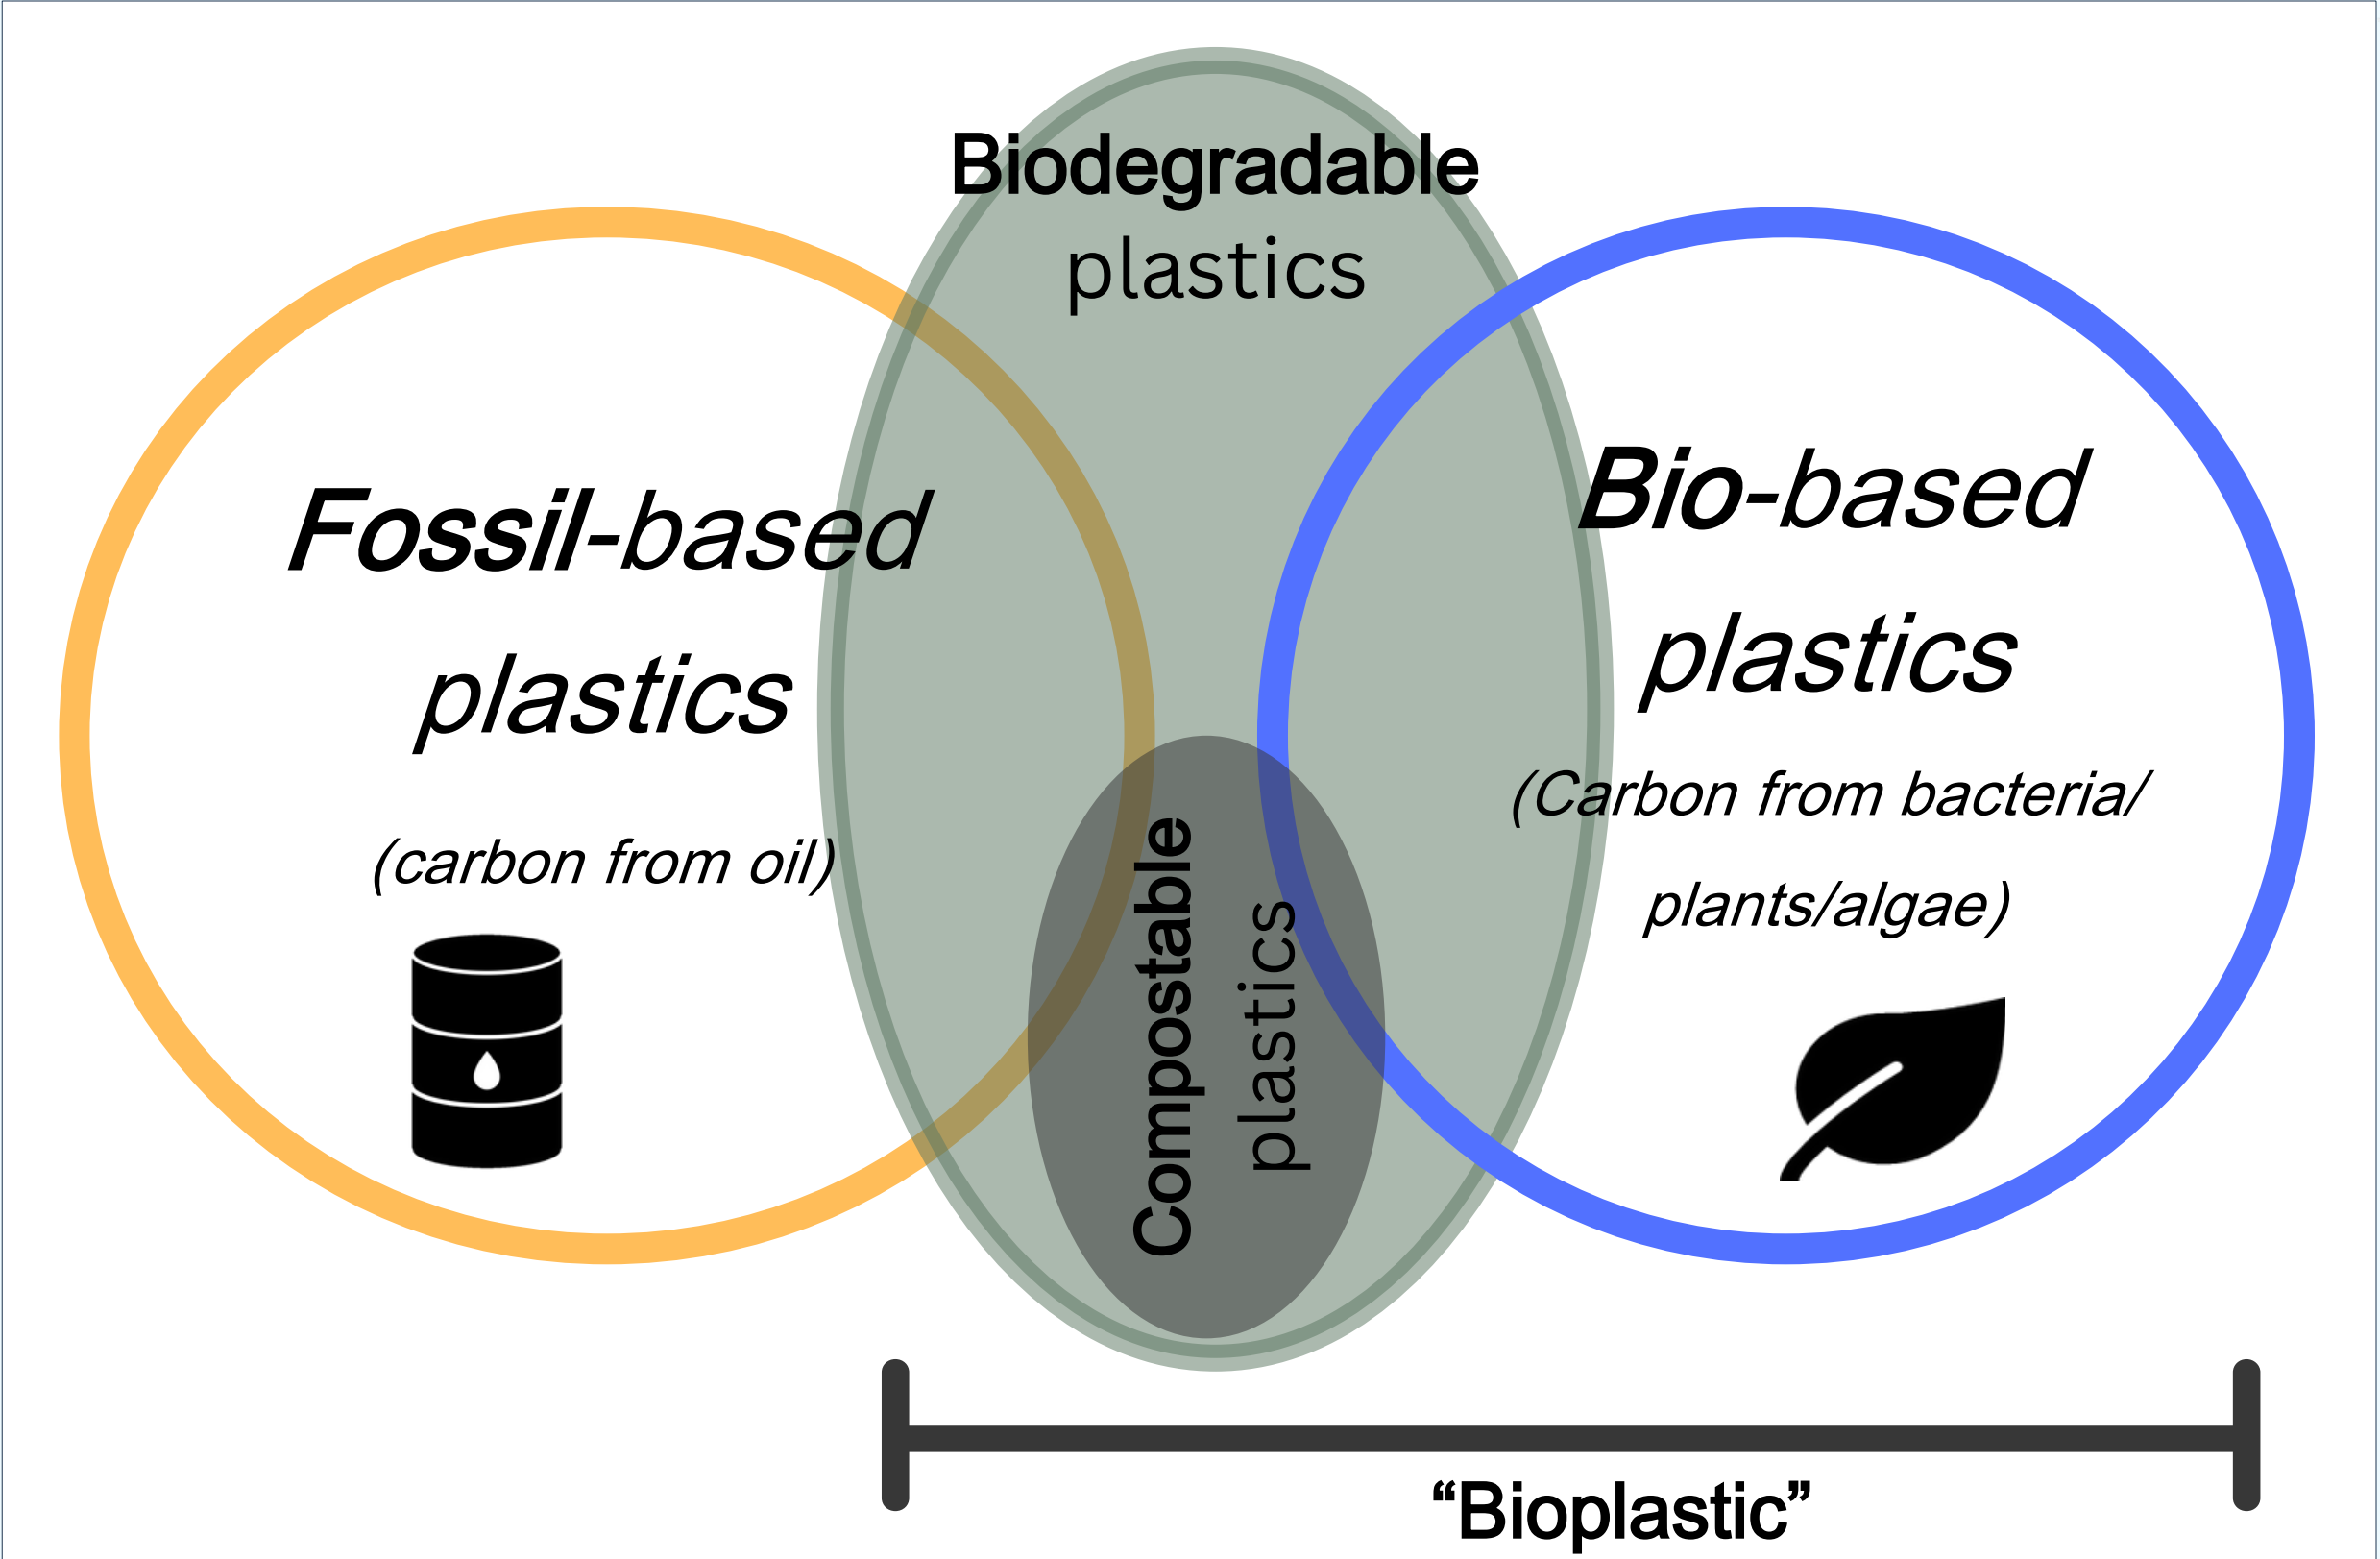 Biodegradable
plastics
Fossil-based
plastics
(carbon from oil)
Bio-based
plastics
(Carbon from bacteria/
plants/algae)
Compostable
plastics
“Bioplastic”